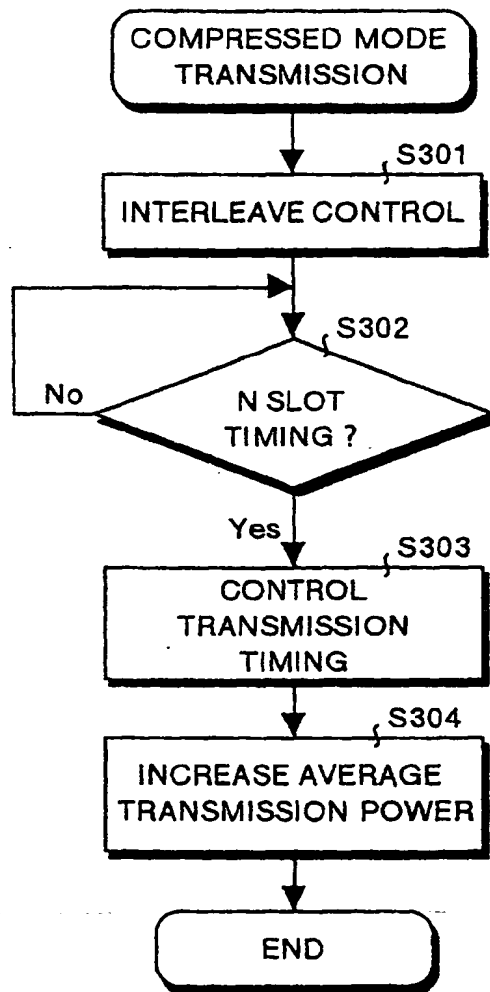 COMPRESSED MODE
TRANSMISSION
S301
INTERLEAVE CONTROL
S302
N SLOT
TIMING ?
No
Yes
S303
CONTROL
TRANSMISSION
TIMING
S304
INCREASE AVERAGE
TRANSMISSION POWER
END